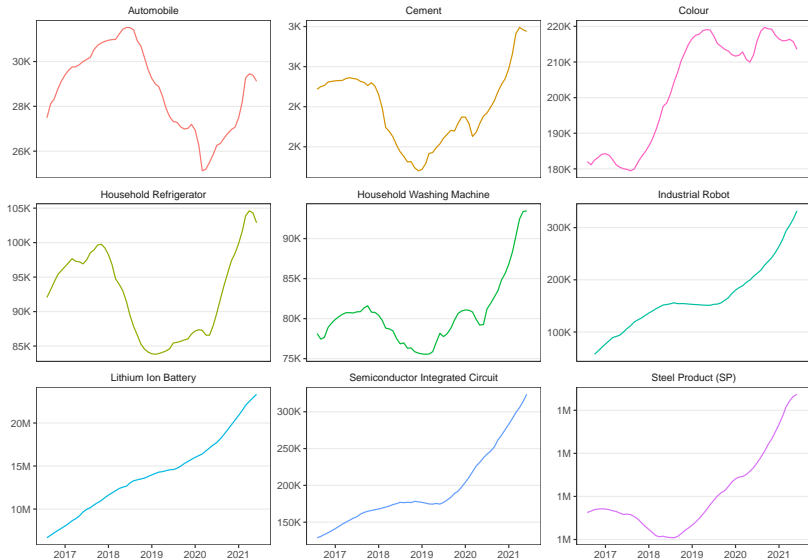 Automobile
Cement
Colour
30K
28K
26K
3K
3K
2K
2K
220K
210K
200K
190K
180K
Household Refrigerator
Household Washing Machine
Industrial Robot
105K
100K
95K
90K
85K
90K
85K
80K
75K
300K
200K
100K
Lithium Ion Battery
Semiconductor Integrated Circuit
Steel Product (SP)
20M
15M
10M
300K
250K
200K
150K
1M
1M
1M
1M
2017 2018 2019 2020 2021
2017 2018 2019 2020 2021
2017 2018 2019 2020 2021